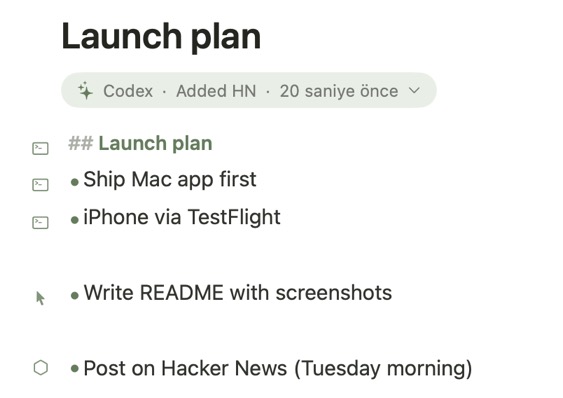 Launch plan
Codex · Added HN · 20 saniye önce
## Launch plan
• Ship Mac app first
• iPhone via TestFlight
• Write README with screenshots
• Post on Hacker News (Tuesday morning)